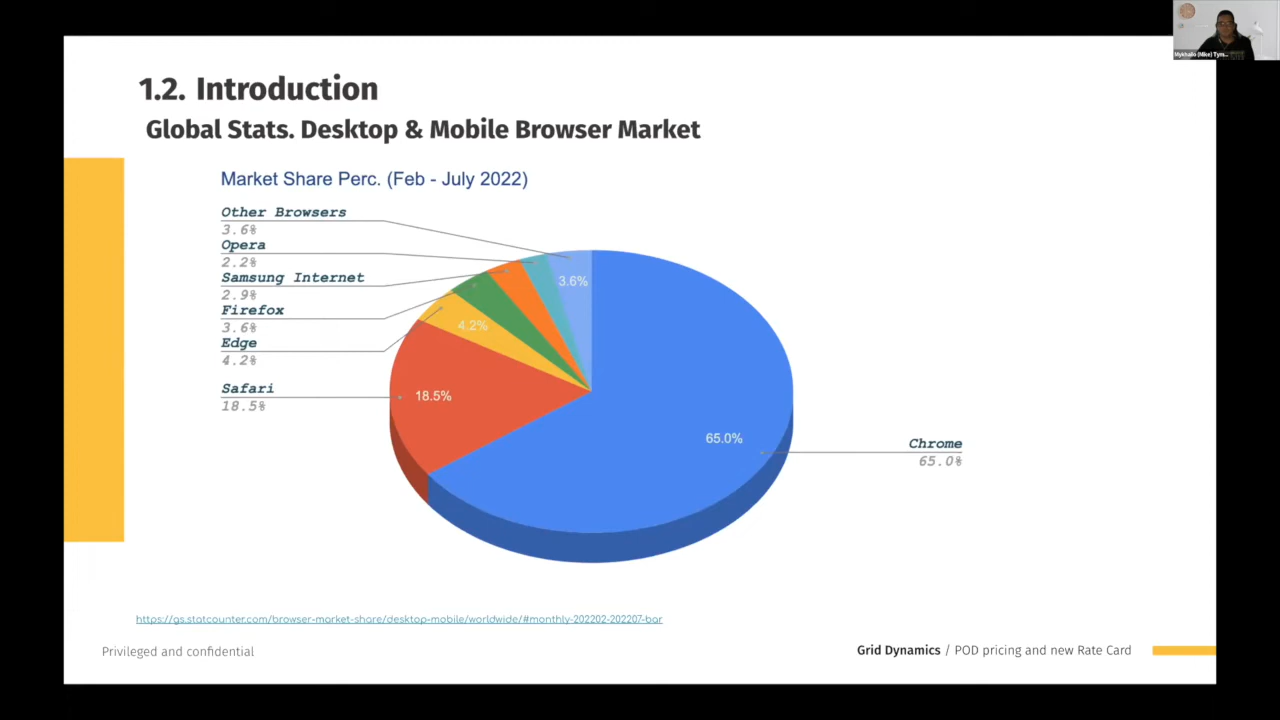 Mykhailo (Mike) Tym...
1.2. Introduction
Global Stats. Desktop & Mobile Browser Market
Market Share Perc. (Feb - July 2022)
Other Browsers
3.6%
Opera
2.2%
Samsung Internet
2.9%
Firefox
3.6%
Edge
4.2%
Safari
18.5%
3.6%
4.2%
18.5%
65.0%
Chrome
65.0%
https://gs.statcounter.com/browser-market-share/desktop-mobile/worldwide/#monthly-202202-202207-bar
Privileged and confidential
Grid Dynamics / POD pricing and new Rate Card